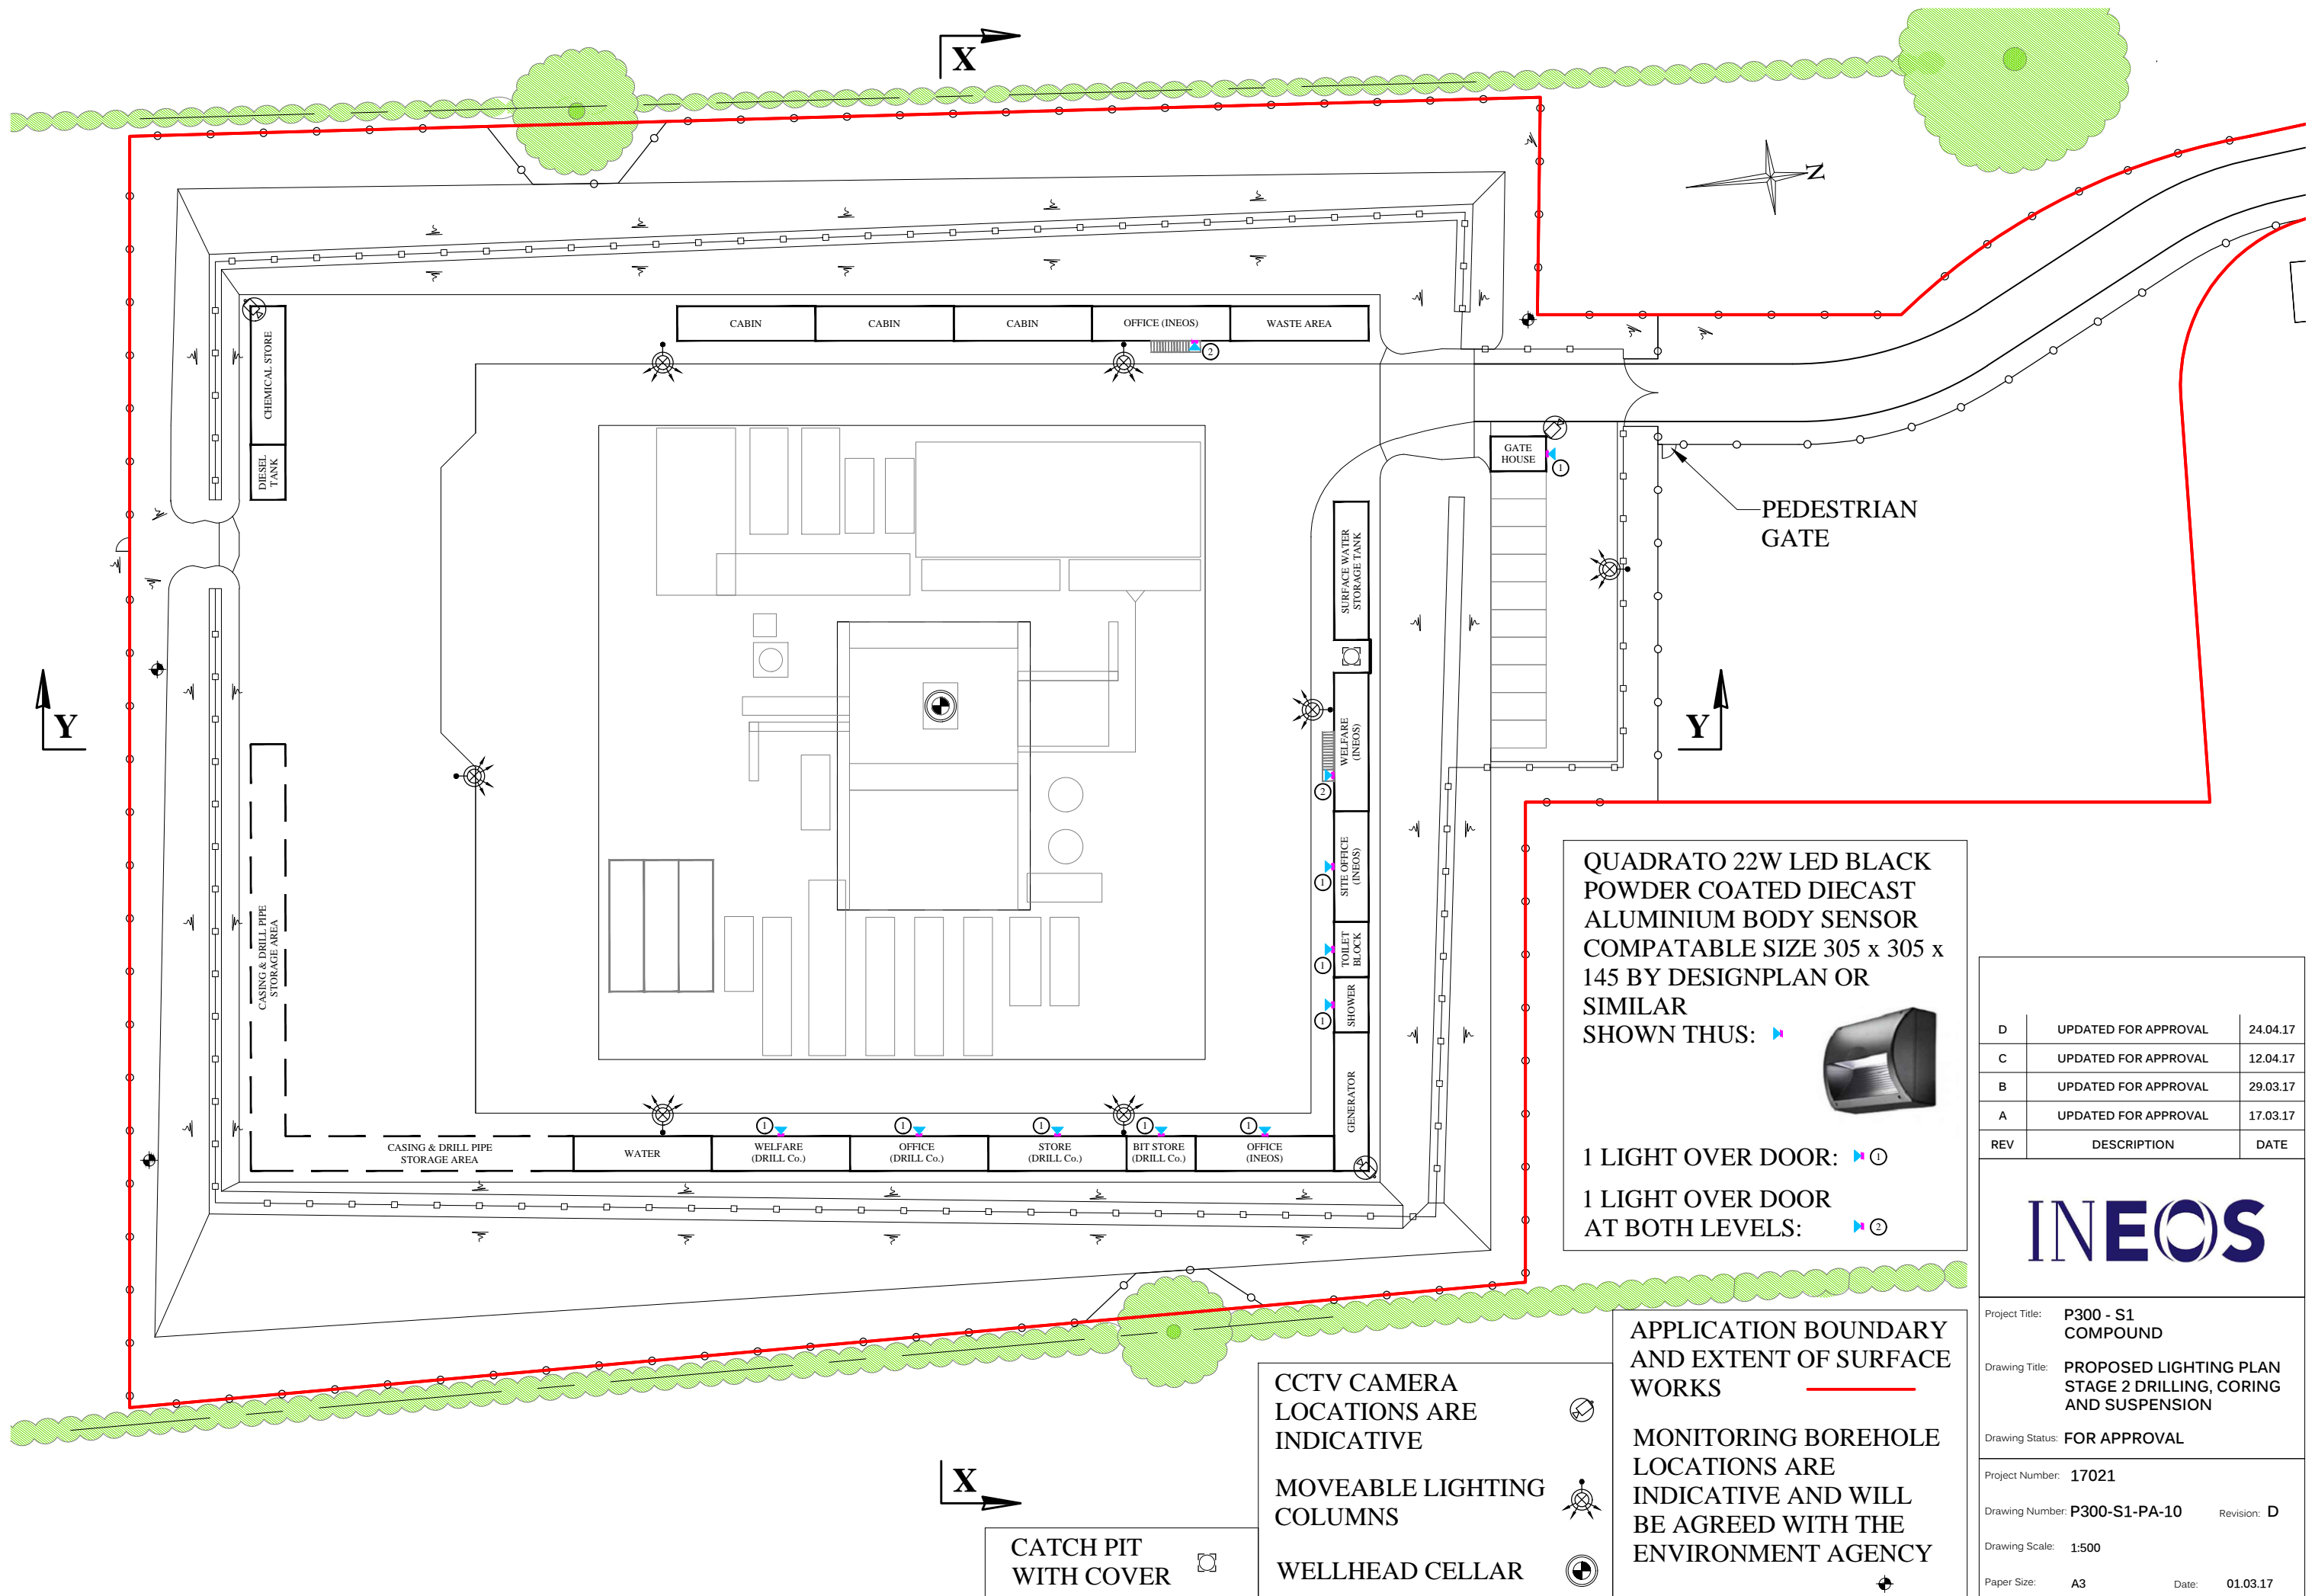 X
N
CABIN
CABIN
CABIN
OFFICE (INEOS)
WASTE AREA
2
CHEMICAL STORE
DIESEL
TANK
GATE
HOUSE
1
PEDESTRIAN
GATE
SURFACE WATER
STORAGE TANK
Y
Y
WELFARE
(INEOS)
2
SITE OFFICE
(INEOS)
1
TOILET
BLOCK
1
SHOWER
1
GENERATOR
CASING & DRILL PIPE
STORAGE AREA
CASING & DRILL PIPE
STORAGE AREA
WATER
1
WELFARE
(DRILL Co.)
1
OFFICE
(DRILL Co.)
1
STORE
(DRILL Co.)
1
BIT STORE
(DRILL Co.)
1
OFFICE
(INEOS)
X
QUADRATO 22W LED BLACK
POWDER COATED DIECAST
ALUMINIUM BODY SENSOR
COMPATABLE SIZE 305 x 305 x
145 BY DESIGNPLAN OR
SIMILAR
SHOWN THUS:
1 LIGHT OVER DOOR: 1
1 LIGHT OVER DOOR
AT BOTH LEVELS: 2
CATCH PIT
WITH COVER
CCTV CAMERA
LOCATIONS ARE
INDICATIVE
MOVEABLE LIGHTING
COLUMNS
WELLHEAD CELLAR
APPLICATION BOUNDARY
AND EXTENT OF SURFACE
WORKS
MONITORING BOREHOLE
LOCATIONS ARE
INDICATIVE AND WILL
BE AGREED WITH THE
ENVIRONMENT AGENCY
D UPDATED FOR APPROVAL 24.04.17
C UPDATED FOR APPROVAL 12.04.17
B UPDATED FOR APPROVAL 29.03.17
A UPDATED FOR APPROVAL 17.03.17
REV DESCRIPTION DATE
INEOS
Project Title: P300 - S1
COMPOUND
Drawing Title: PROPOSED LIGHTING PLAN
STAGE 2 DRILLING, CORING
AND SUSPENSION
Drawing Status: FOR APPROVAL
Project Number: 17021
Drawing Number: P300-S1-PA-10 Revision: D
Drawing Scale: 1:500
Paper Size: A3 Date: 01.03.17